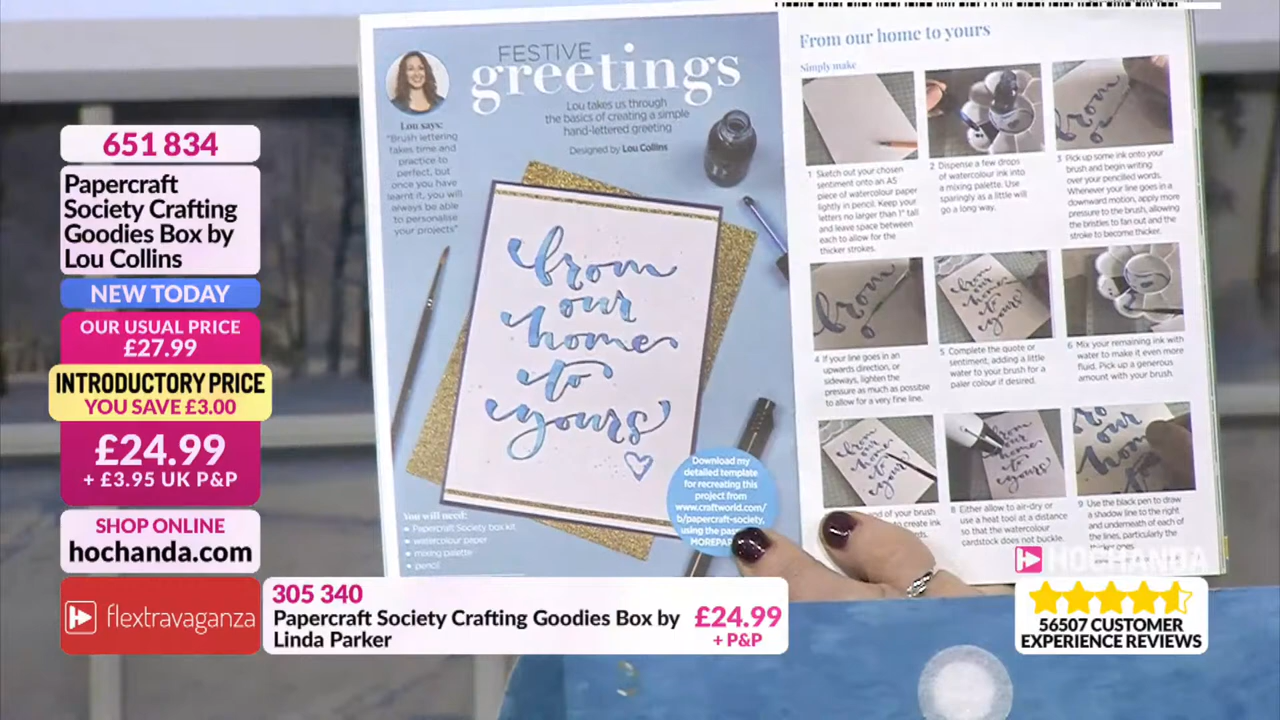 651 834
Papercraft
Society Crafting
Goodies Box by
Lou Collins
NEW TODAY
OUR USUAL PRICE
£27.99
INTRODUCTORY PRICE
YOU SAVE £3.00
£24.99
+ £3.95 UK P&P
SHOP ONLINE
hochanda.com
flextravaganza
305 340
Papercraft Society Crafting Goodies Box by
Linda Parker
£24.99
+ P&P
HOCHANDA
56507 CUSTOMER
EXPERIENCE REVIEWS
FESTIVE
greetings
Lou takes us through
the basics of creating a simple
hand-lettered greeting
Designed by Lou Collins
Lou says:
"Brush lettering
takes time and
practice to
perfect, but
once you have
learnt it, you will
always be able
to personalise
your projects"
from
our
home
to
yours
You will need:
• Papercraft Society box kit
• watercolour paper
• mixing palette
• pencil
Download my
detailed template
for recreating this
project from
www.craftworld.com/
b/papercraft-society,
using the
From our home to yours
Simply make
1 Sketch out your chosen
sentiment onto an A5
piece of watercolour paper
lightly in pencil. Keep your
letters no larger than 1" tall
and leave space between
each to allow for the
thicker strokes.
2 Dispense a few drops
of watercolour ink into
a mixing palette. Use
sparingly as a little will
go a long way.
3 Pick up some ink onto your
brush and begin writing
over your pencilled words.
Whenever your line goes in a
downward motion, apply more
pressure to the brush, allowing
the bristles to fan out and the
stroke to become thicker.
4 If your line goes in an
upwards direction, or
sideways, lighten the
pressure as much as possible
to allow for a very fine line.
5 Complete the quote or
sentiment, adding a little
water to your brush for a
paler colour if desired.
6 Mix your remaining ink with
water to make it even more
fluid. Pick up a generous
amount with your brush.
of your brush
to create ink
8 Either allow to air-dry or
use a heat tool at a distance
so that the watercolour
cardstock does not buckle.
9 Use the black pen to draw
a shadow line to the right
and underneath of each of
the lines, particularly the